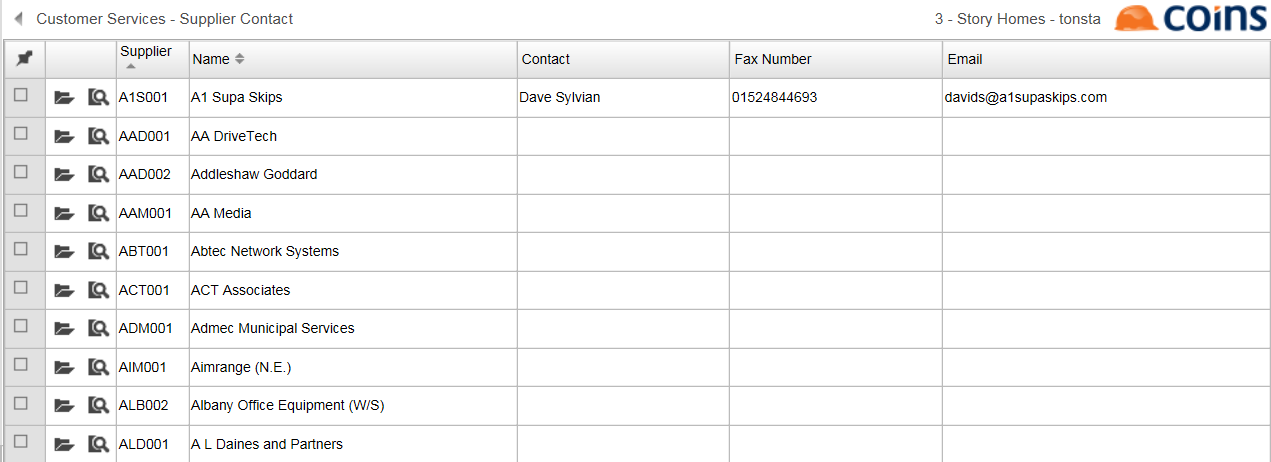 Customer Services - Supplier Contact
3 - Story Homes - tonsta
coins
Supplier Name Contact Fax Number Email
A1S001 A1 Supa Skips Dave Sylvian 01524844693 davids@a1supaskips.com
AAD001 AA DriveTech
AAD002 Addleshaw Goddard
AAM001 AA Media
ABT001 Abtec Network Systems
ACT001 ACT Associates
ADM001 Admec Municipal Services
AIM001 Aimrange (N.E.)
ALB002 Albany Office Equipment (W/S)
ALD001 A L Daines and Partners